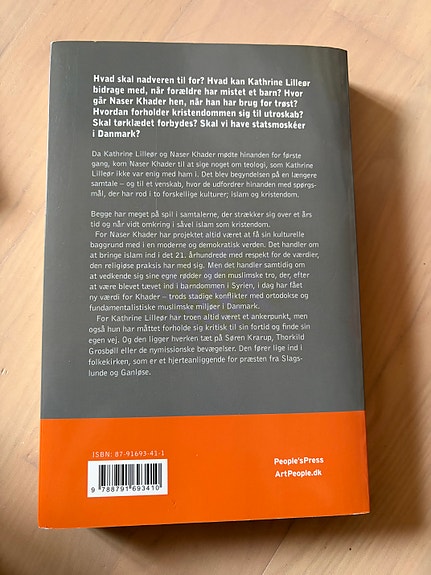 Hvad skal nadveren til for? Hvad kan Kathrine Lilleør
bidrage med, når forældre har mistet et barn? Hvor
går Naser Khader hen, når han har brug for trøst?
Hvordan forholder kristendommen sig til utroskab?
Skal tørklædet forbydes? Skal vi have statsmoskéer
i Danmark?
Da Kathrine Lilleør og Naser Khader mødte hinanden for første
gang, kom Naser Khader til at sige noget om teologi, som Kathrine
Lilleør ikke var enig med ham i. Det blev begyndelsen på en længere
samtale – og til et venskab, hvor de udfordrer hinanden med spørgs-
mål, der har rod i to forskellige kulturer; islam og kristendom.
Begge har meget på spil i samtalerne, der strækker sig over et års
tid og når vidt omkring i såvel islam som kristendom.
For Naser Khader har projektet altid været at få sin kulturelle
baggrund med i en moderne og demokratisk verden. Det handler om
at bringe islam ind i det 21. århundrede med respekt for de værdier,
den religiøse praksis har med sig. Men det handler samtidig om
at vedkende sig sine egne rødder og den muslimske tro, der, efter
at være blevet tævet ind i barndommen i Syrien, i dag har fået
ny værdi for Khader – trods stadige konflikter med ortodokse og
fundamentalistiske muslimske miljøer i Danmark.
For Kathrine Lilleør har troen altid været et ankerpunkt, men
også hun har måttet forholde sig kritisk til sin fortid og finde sin
egen vej. Og den ligger hverken tæt på Søren Krarup, Thorkild
Grosbøll eller de nymissionske bevægelser. Den fører lige ind i
folkekirken, som er et hjerteanliggende for præsten fra Slags-
lunde og Ganløse.
ISBN: 87-91693-41-1
9 788791 693410
People'sPress
ArtPeople.dk